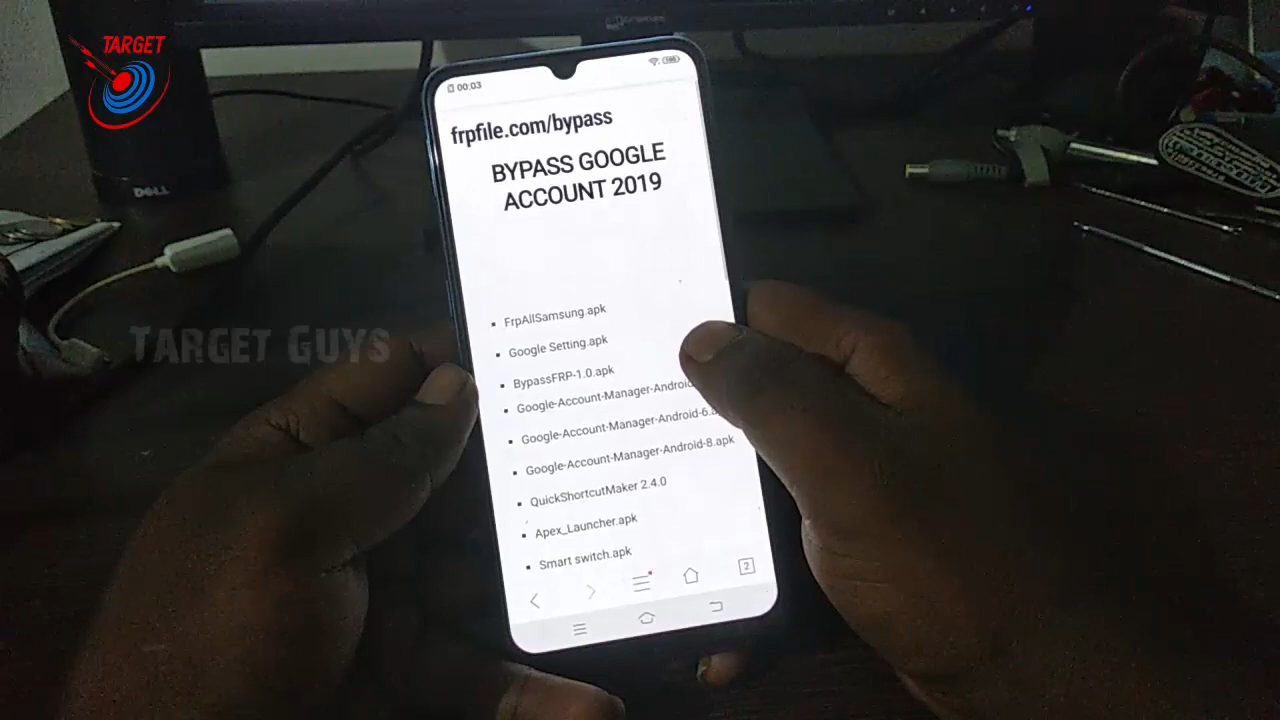 TARGET
DELL
00:03
frpfile.com/bypass
BYPASS GOOGLE
ACCOUNT 2019
FrpAllSamsung.apk
Google Setting.apk
BypassFRP-1.0.apk
Google-Account-Manager-Android
Google-Account-Manager-Android-6.
Google-Account-Manager-Android-8.apk
QuickShortcutMaker 2.4.0
Apex_Launcher.apk
Smart switch.apk
2
TARGET GUYS